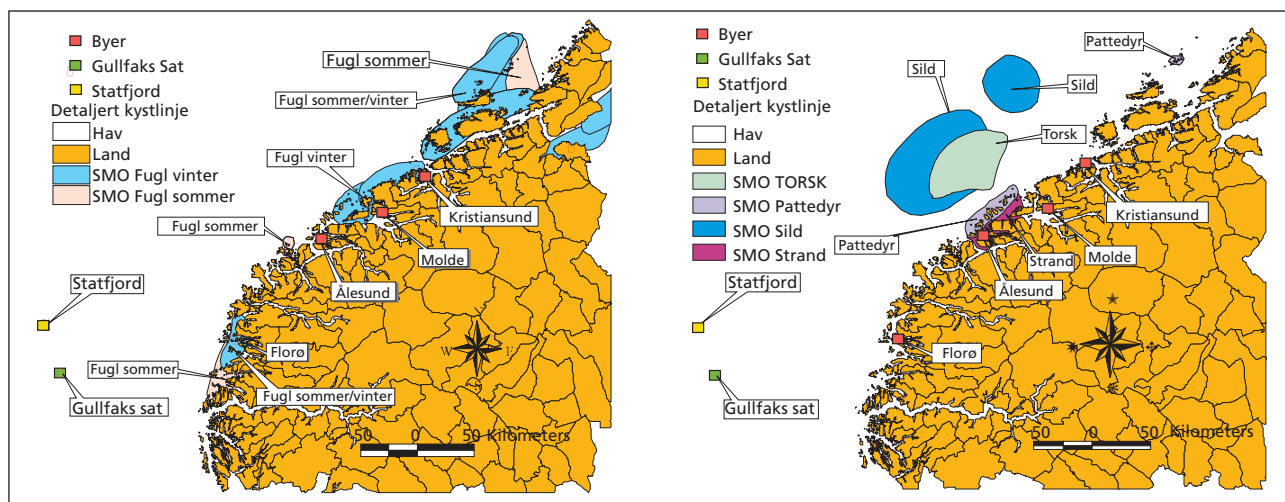 Byer
Gullfaks Sat
Statfjord
Detaljert kystlinje
Hav
Land
SMO Fugl vinter
SMO Fugl sommer
Fugl sommer
Fugl sommer/vinter
Fugl vinter
Kristiansund
Fugl sommer
Molde
Ålesund
Statfjord
Florø
Fugl sommer
Fugl sommer/vinter
Gullfaks sat
W E
S
50 0 50 Kilometers
Byer
Gullfaks Sat
Statfjord
Detaljert kystlinje
Hav
Land
SMO TORSK
SMO Pattedyr
SMO Sild
SMO Strand
Pattedyr
Sild
Sild
Torsk
Kristiansund
Pattedyr
Strand
Molde
Ålesund
Statfjord
Florø
Gullfaks sat
50 0 50 Kilometers